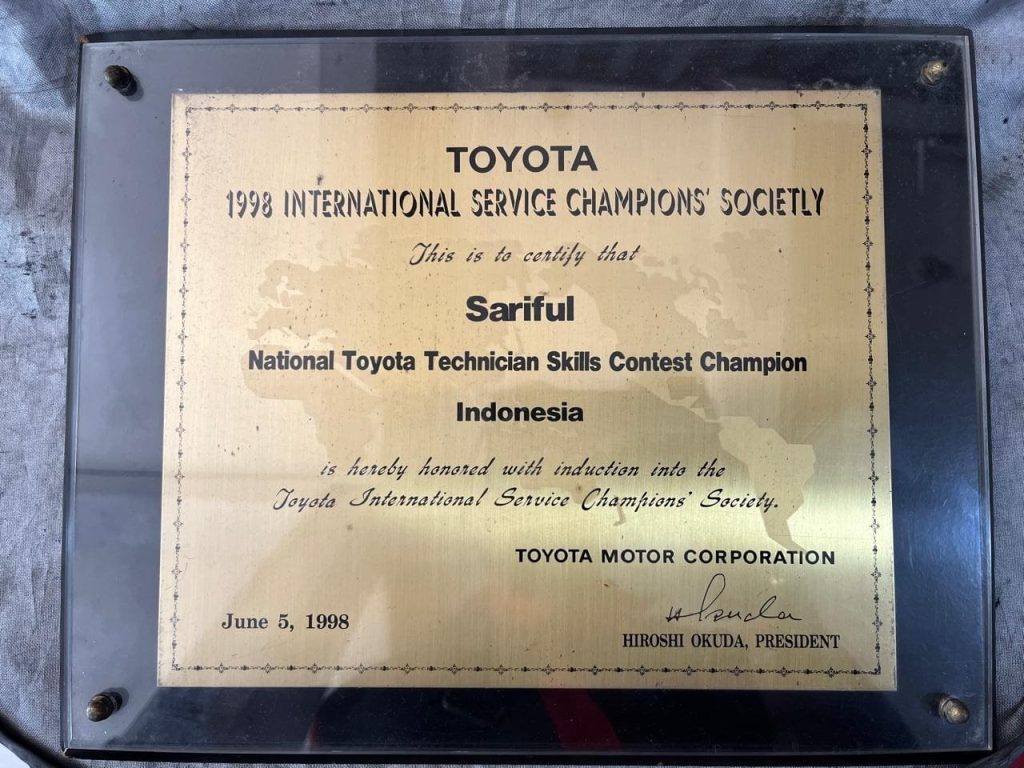 TOYOTA
1998 INTERNATIONAL SERVICE CHAMPIONS' SOCIETLY
This is to certify that
Sariful
National Toyota Technician Skills Contest Champion
Indonesia
is hereby honored with induction into the
Toyota International Service Champions' Society.
TOYOTA MOTOR CORPORATION
June 5, 1998
H Okuda
HIROSHI OKUDA, PRESIDENT